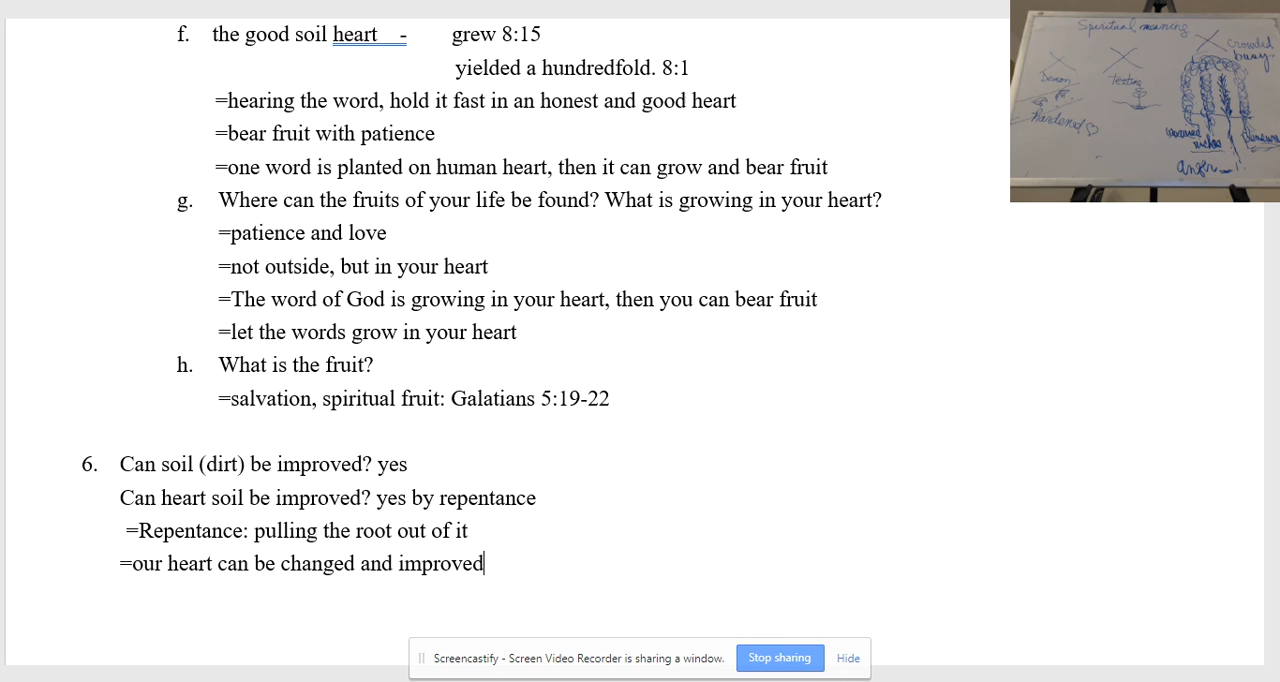 f. the good soil heart - grew 8:15
yielded a hundredfold. 8:1
=hearing the word, hold it fast in an honest and good heart
=bear fruit with patience
=one word is planted on human heart, then it can grow and bear fruit
g. Where can the fruits of your life be found? What is growing in your heart?
=patience and love
=not outside, but in your heart
=The word of God is growing in your heart, then you can bear fruit
=let the words grow in your heart
h. What is the fruit?
=salvation, spiritual fruit: Galatians 5:19-22
6. Can soil (dirt) be improved? yes
Can heart soil be improved? yes by repentance
=Repentance: pulling the root out of it
=our heart can be changed and improved
Spiritual meaning
crowded
busy
Demon
Testing
hardened
worried
riches
Screencastify - Screen Video Recorder is sharing a window.
Stop sharing
Hide